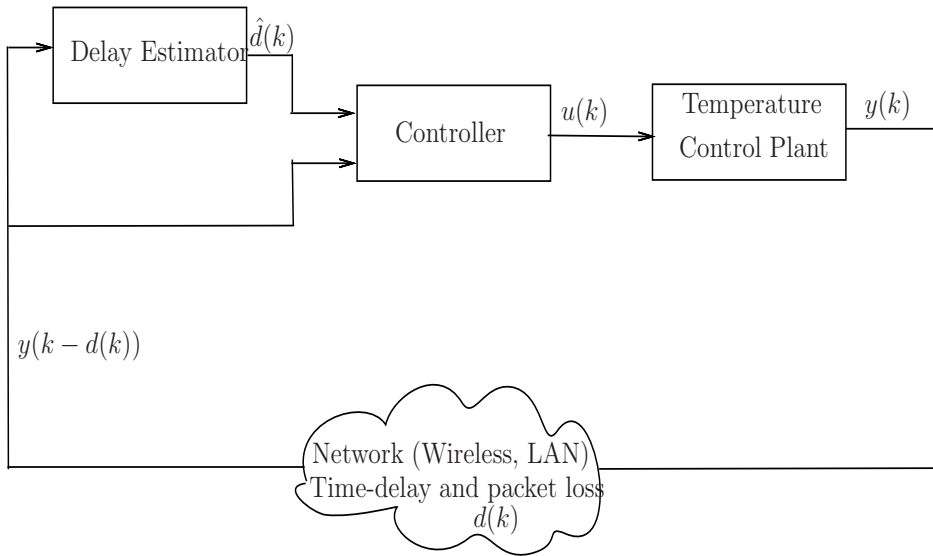 Delay Estimator
d̂(k)
Controller
u(k)
Temperature
Control Plant
y(k)
y(k − d(k))
Network (Wireless, LAN)
Time-delay and packet loss
d(k)